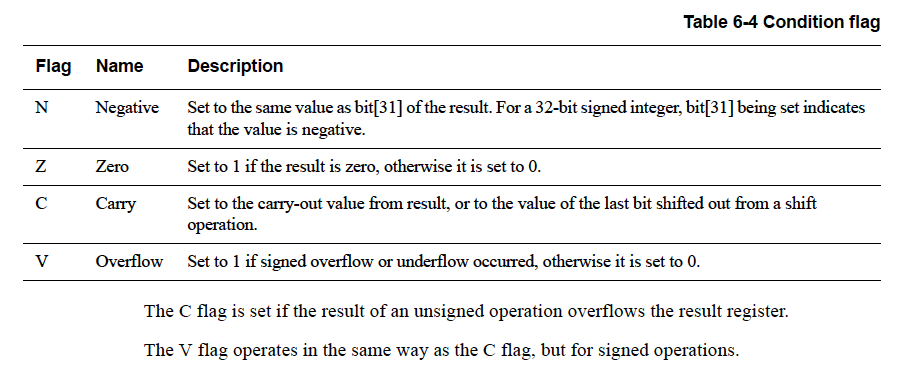 Table 6-4 Condition flag
Flag Name Description
N Negative Set to the same value as bit[31] of the result. For a 32-bit signed integer, bit[31] being set indicates
that the value is negative.
Z Zero Set to 1 if the result is zero, otherwise it is set to 0.
C Carry Set to the carry-out value from result, or to the value of the last bit shifted out from a shift
operation.
V Overflow Set to 1 if signed overflow or underflow occurred, otherwise it is set to 0.
The C flag is set if the result of an unsigned operation overflows the result register.
The V flag operates in the same way as the C flag, but for signed operations.